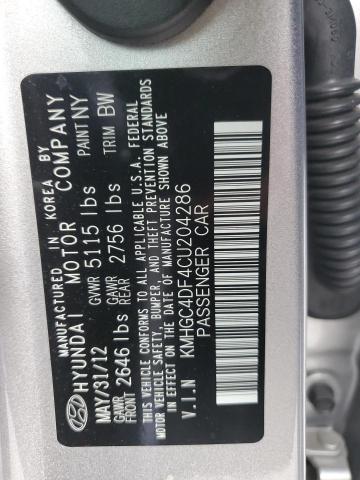 MANUFACTURED IN KOREA BY
HYUNDAI MOTOR COMPANY
MAY/31/12 GVWR 5115 lbs PAINT NY
GAWR FRONT 2646 lbs GAWR REAR 2756 lbs TRIM BW
THIS VEHICLE CONFORMS TO ALL APPLICABLE U.S.A. FEDERAL
MOTOR VEHICLE SAFETY, BUMPER, AND THEFT PREVENTION STANDARDS
IN EFFECT ON THE DATE OF MANUFACTURE SHOWN ABOVE.
V.I.N KMHGC4DF4CU204286
PASSENGER CAR